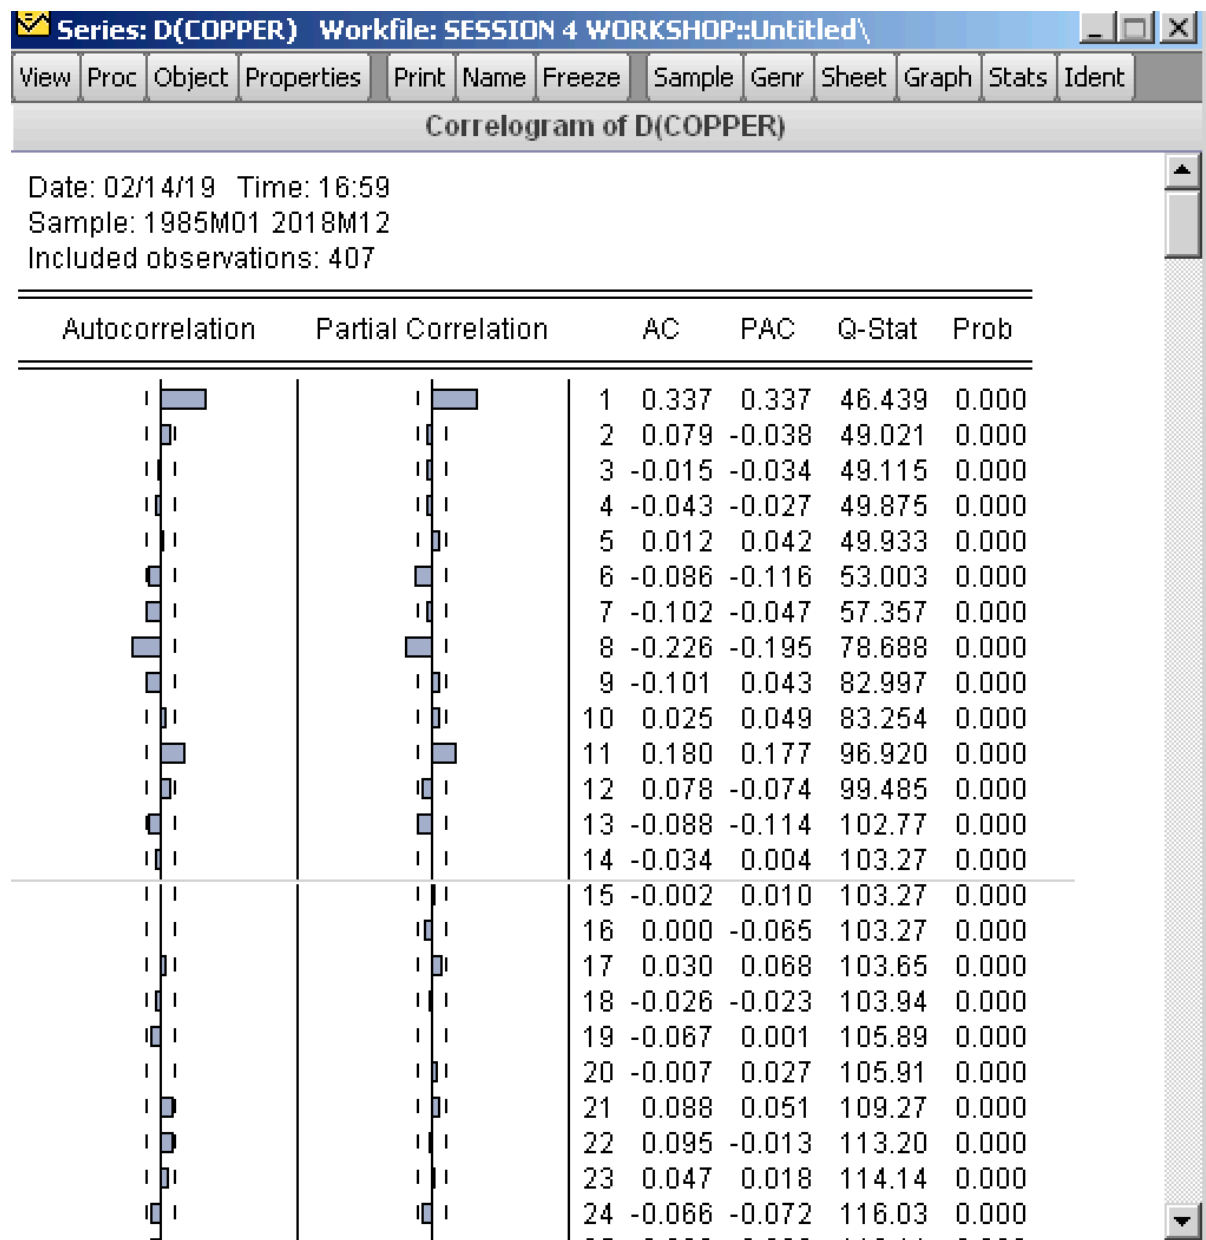 Series: D(COPPER) Workfile: SESSION 4 WORKSHOP::Untitled\
View Proc Object Properties Print Name Freeze Sample Genr Sheet Graph Stats Ident
Correlogram of D(COPPER)
Date: 02/14/19 Time: 16:59
Sample: 1985M01 2018M12
Included observations: 407
Autocorrelation Partial Correlation AC PAC Q-Stat Prob
1 0.337 0.337 46.439 0.000
2 0.079 -0.038 49.021 0.000
3 -0.015 -0.034 49.115 0.000
4 -0.043 -0.027 49.875 0.000
5 0.012 0.042 49.933 0.000
6 -0.086 -0.116 53.003 0.000
7 -0.102 -0.047 57.357 0.000
8 -0.226 -0.195 78.688 0.000
9 -0.101 0.043 82.997 0.000
10 0.025 0.049 83.254 0.000
11 0.180 0.177 96.920 0.000
12 0.078 -0.074 99.485 0.000
13 -0.088 -0.114 102.77 0.000
14 -0.034 0.004 103.27 0.000
15 -0.002 0.010 103.27 0.000
16 0.000 -0.065 103.27 0.000
17 0.030 0.068 103.65 0.000
18 -0.026 -0.023 103.94 0.000
19 -0.067 0.001 105.89 0.000
20 -0.007 0.027 105.91 0.000
21 0.088 0.051 109.27 0.000
22 0.095 -0.013 113.20 0.000
23 0.047 0.018 114.14 0.000
24 -0.066 -0.072 116.03 0.000